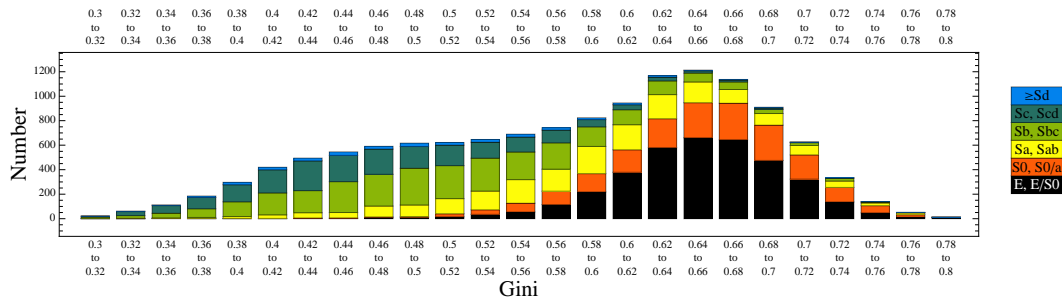 0.3 0.32 0.34 0.36 0.38 0.4 0.42 0.44 0.46 0.48 0.5 0.52 0.54 0.56 0.58 0.6 0.62 0.64 0.66 0.68 0.7 0.72 0.74 0.76 0.78
to to to to to to to to to to to to to to to to to to to to to to to to to
0.32 0.34 0.36 0.38 0.4 0.42 0.44 0.46 0.48 0.5 0.52 0.54 0.56 0.58 0.6 0.62 0.64 0.66 0.68 0.7 0.72 0.74 0.76 0.78 0.8
Number
1200
1000
800
600
400
200
0
≥Sd
Sc, Scd
Sb, Sbc
Sa, Sab
S0, S0/a
E, E/S0
0.3 0.32 0.34 0.36 0.38 0.4 0.42 0.44 0.46 0.48 0.5 0.52 0.54 0.56 0.58 0.6 0.62 0.64 0.66 0.68 0.7 0.72 0.74 0.76 0.78
to to to to to to to to to to to to to to to to to to to to to to to to to
0.32 0.34 0.36 0.38 0.4 0.42 0.44 0.46 0.48 0.5 0.52 0.54 0.56 0.58 0.6 0.62 0.64 0.66 0.68 0.7 0.72 0.74 0.76 0.78 0.8
Gini